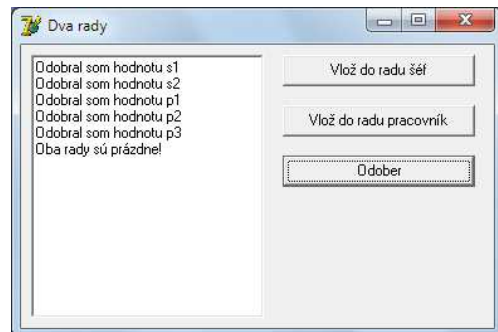 Dva rady
Odobral som hodnotu s1
Odobral som hodnotu s2
Odobral som hodnotu p1
Odobral som hodnotu p2
Odobral som hodnotu p3
Oba rady sú prázdne!
Vlož do radu šéf
Vlož do radu pracovník
Odober